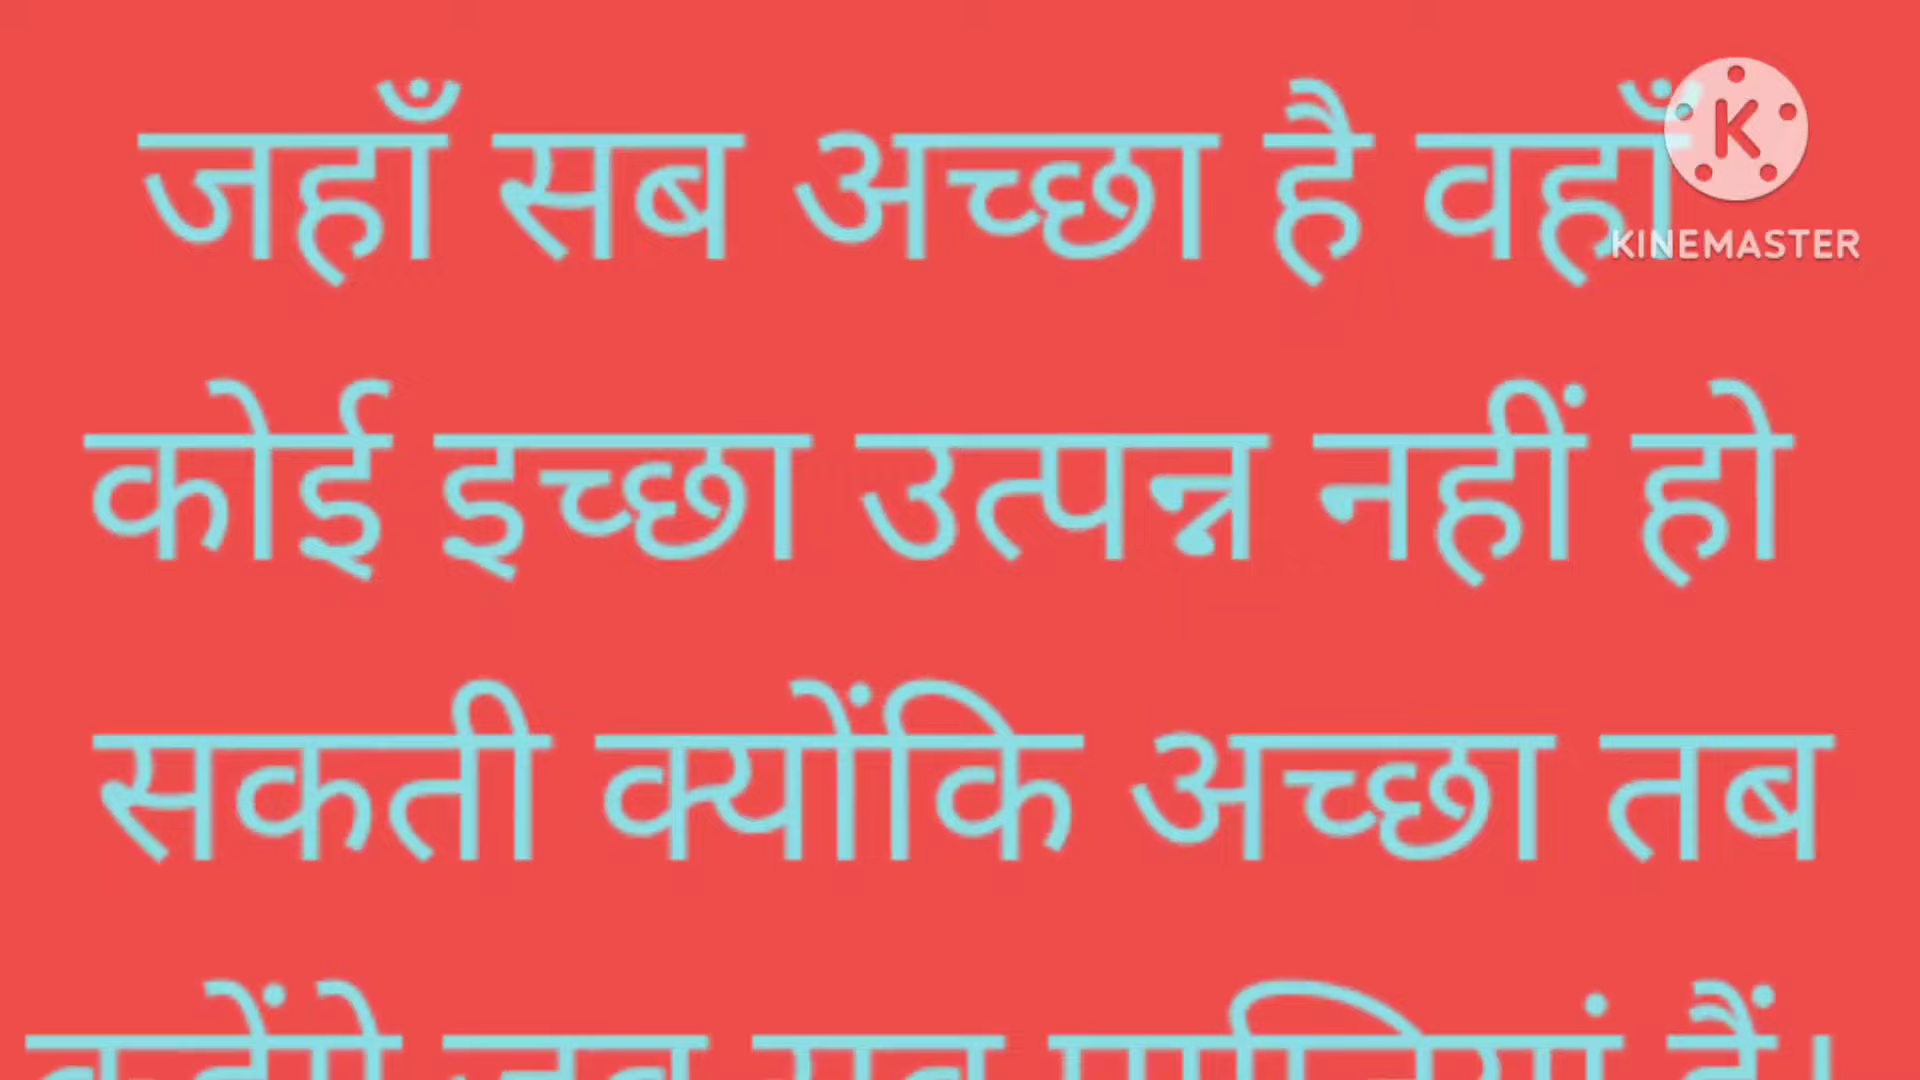 जहाँ सब अच्छा है वहाँ
KINEMASTER
कोई इच्छा उत्पन्न नहीं हो
सकती क्योंकि अच्छा तब